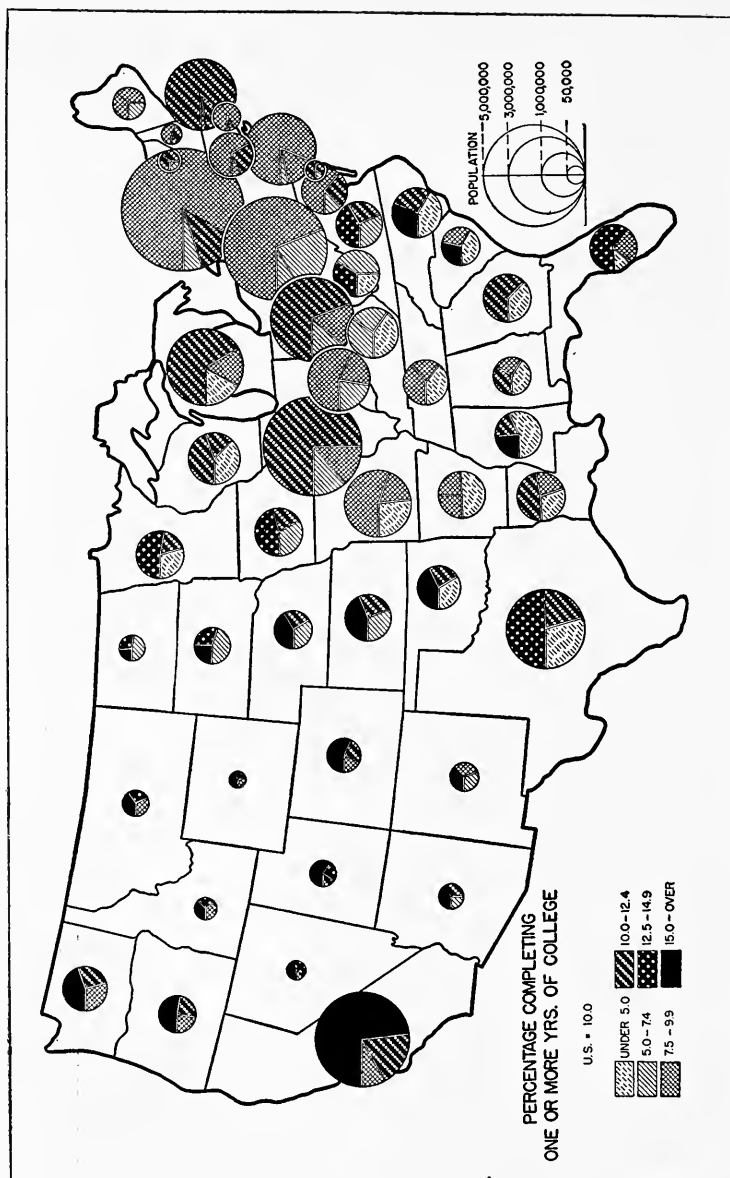 POPULATION
5,000,000
3,000,000
1,000,000
50,000
PERCENTAGE COMPLETING
ONE OR MORE YRS. OF COLLEGE
U.S. = 10.0
UNDER 5.0
5.0 - 7.4
7.5 - 9.9
10.0 - 12.4
12.5 - 14.9
15.0 - OVER